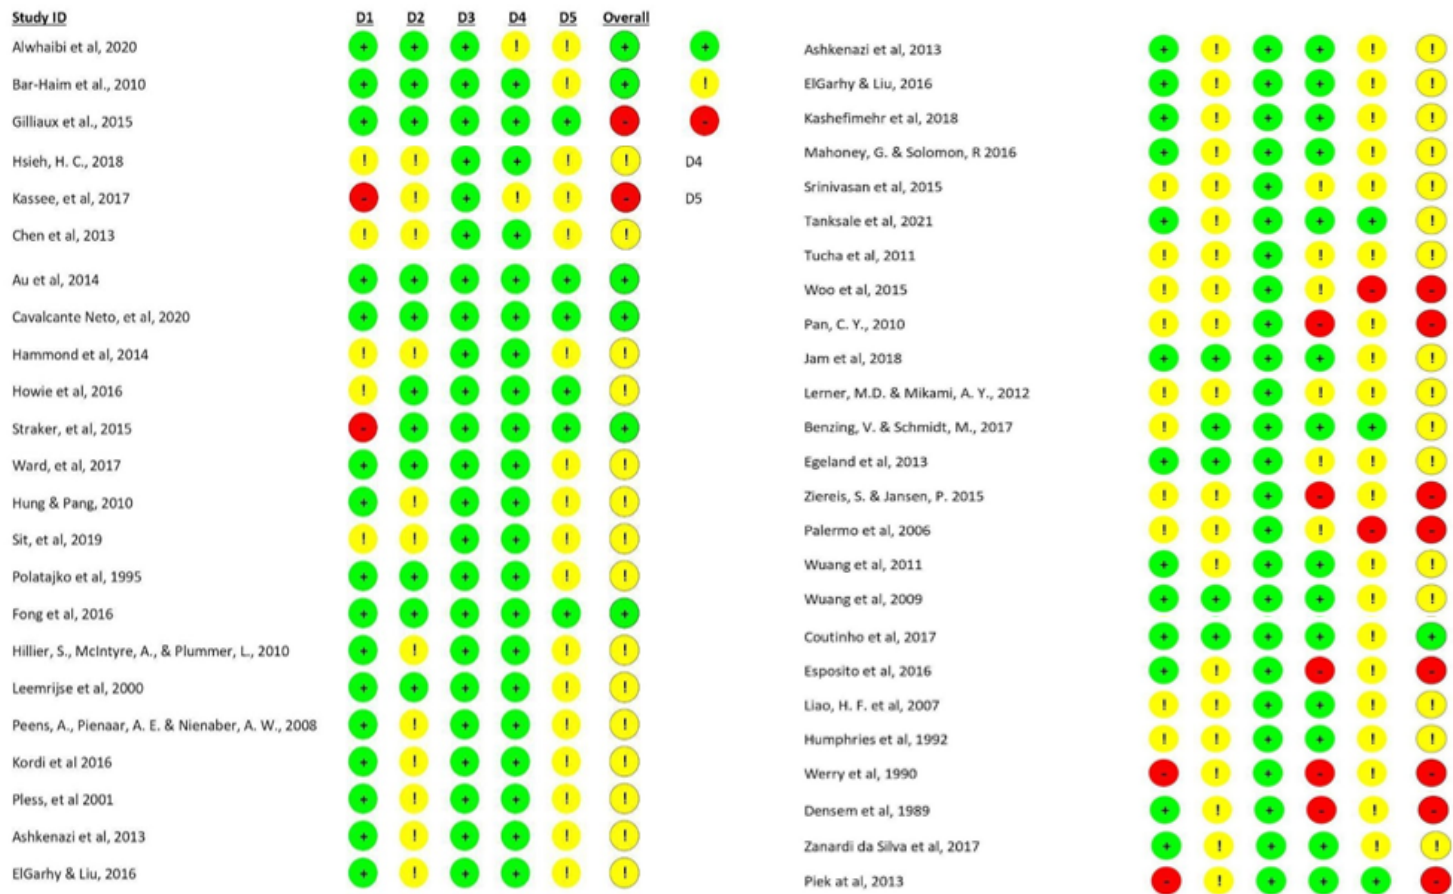 Study ID D1 D2 D3 D4 D5 Overall
Alwhaibi et al, 2020 + + + ! ! + +
Bar-Haim et al., 2010 + + + + ! + !
Gilliaux et al., 2015 + + + + + - -
Hsieh, H. C., 2018 ! ! + + ! ! D4
Kassee, et al, 2017 - ! + ! ! - D5
Chen et al, 2013 ! ! + + ! !
Au et al, 2014 + + + + + +
Cavalcante Neto, et al, 2020 + + + + + +
Hammond et al, 2014 ! ! + + ! !
Howie et al, 2016 ! + + + + !
Straker, et al, 2015 - + + + + +
Ward, et al, 2017 + + + + ! !
Hung & Pang, 2010 + ! + + ! !
Sit, et al, 2019 ! ! + + ! !
Polatajko et al, 1995 + + + + ! !
Fong et al, 2016 + + + + + +
Hillier, S., McIntyre, A., & Plummer, L., 2010 + ! + + ! !
Leemrijse et al, 2000 + + + + ! !
Peens, A., Pienaar, A. E. & Nienaber, A. W., 2008 + ! + + ! !
Kordi et al 2016 + ! + + ! !
Pless, et al 2001 + ! + + ! !
Ashkenazi et al, 2013 + ! + + ! !
ElGarhy & Liu, 2016 + ! + + ! !
Ashkenazi et al, 2013 + ! + + ! !
ElGarhy & Liu, 2016 + ! + + ! !
Kashefimehr et al, 2018 + ! + + ! !
Mahoney, G. & Solomon, R 2016 + ! + + ! !
Srinivasan et al, 2015 ! ! + ! ! !
Tanksale et al, 2021 + ! + + + !
Tucha et al, 2011 ! ! + ! ! !
Woo et al, 2015 ! ! + ! - -
Pan, C. Y., 2010 ! ! + - ! -
Jam et al, 2018 + + + + ! !
Lerner, M.D. & Mikami, A. Y., 2012 ! ! + ! ! !
Benzing, V. & Schmidt, M., 2017 ! + + + + !
Egeland et al, 2013 + + + ! ! !
Ziereis, S. & Jansen, P. 2015 ! ! + - ! -
Palermo et al, 2006 ! ! + ! - -
Wuang et al, 2011 + ! + + ! !
Wuang et al, 2009 + + + + ! !
Coutinho et al, 2017 + + + + ! +
Esposito et al, 2016 + ! + - ! -
Liao, H. F. et al, 2007 ! ! + + ! !
Humphries et al, 1992 ! ! + + ! !
Werry et al, 1990 - ! + - ! -
Densem et al, 1989 + ! + - ! -
Zanardi da Silva et al, 2017 + ! + + ! !
Piek at al, 2013 - ! + + + -